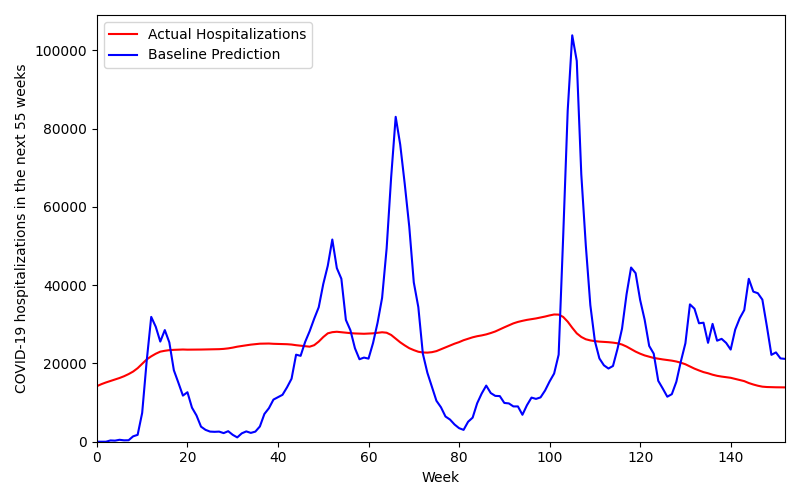 Actual Hospitalizations
Baseline Prediction
COVID-19 hospitalizations in the next 55 weeks
100000
80000
60000
40000
20000
0
0 20 40 60 80 100 120 140
Week